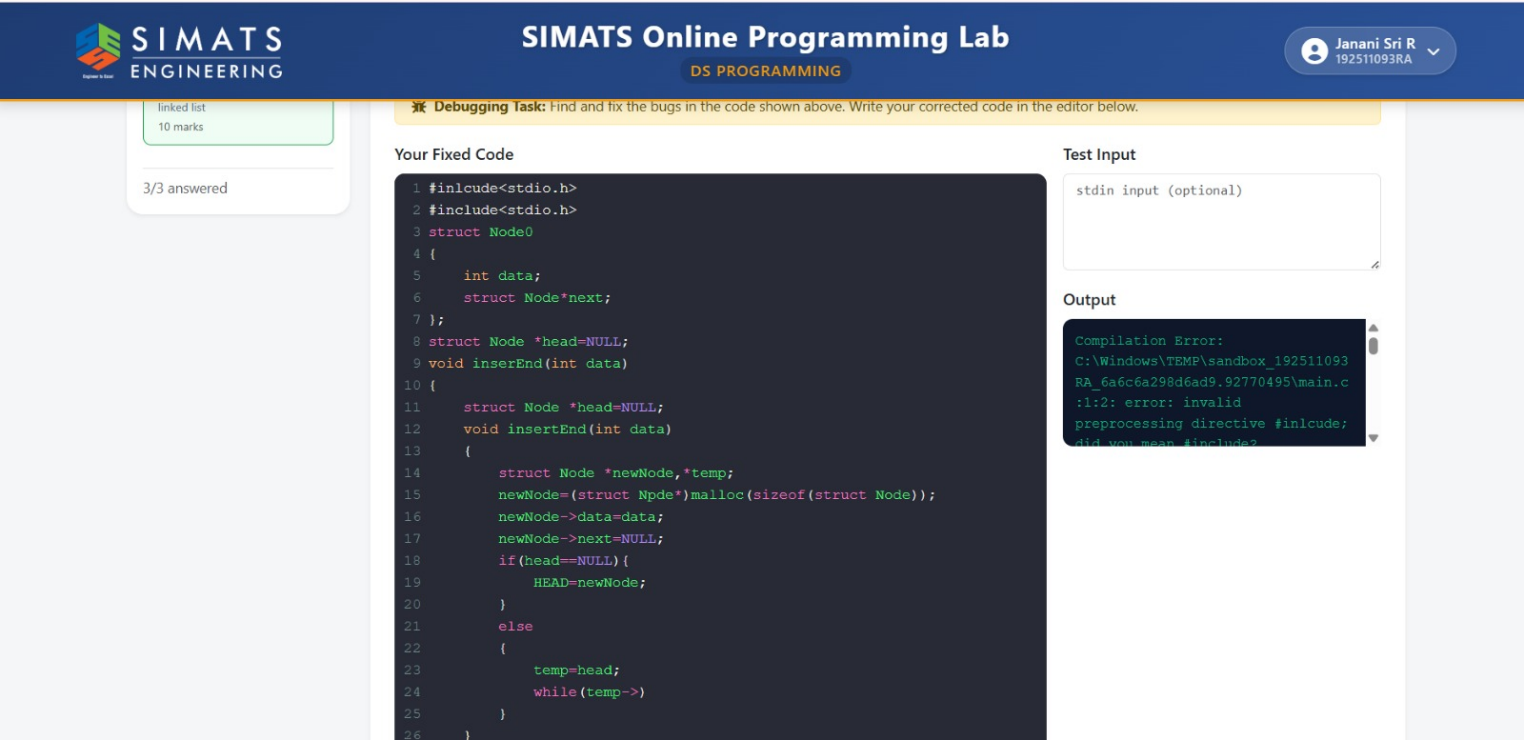 SIMATS
ENGINEERING
Engineer to Excel
SIMATS Online Programming Lab
DS PROGRAMMING
Janani Sri R
192511093RA
linked list
10 marks
3/3 answered
Debugging Task: Find and fix the bugs in the code shown above. Write your corrected code in the editor below.
Your Fixed Code
1 #inlcude<stdio.h>
2 #include<stdio.h>
3 struct Node0
4 {
5     int data;
6     struct Node*next;
7 };
8 struct Node *head=NULL;
9 void inserEnd(int data)
10 {
11     struct Node *head=NULL;
12     void insertEnd(int data)
13     {
14         struct Node *newNode,*temp;
15         newNode=(struct Npde*)malloc(sizeof(struct Node));
16         newNode->data=data;
17         newNode->next=NULL;
18         if(head==NULL){
19             HEAD=newNode;
20         }
21         else
22         {
23             temp=head;
24             while(temp->)
25         }
26     }
Test Input
stdin input (optional)
Output
Compilation Error:
C:\Windows\TEMP\sandbox_192511093
RA_6a6c6a298d6ad9.92770495\main.c
:1:2: error: invalid
preprocessing directive #inlcude;
did you mean #include?